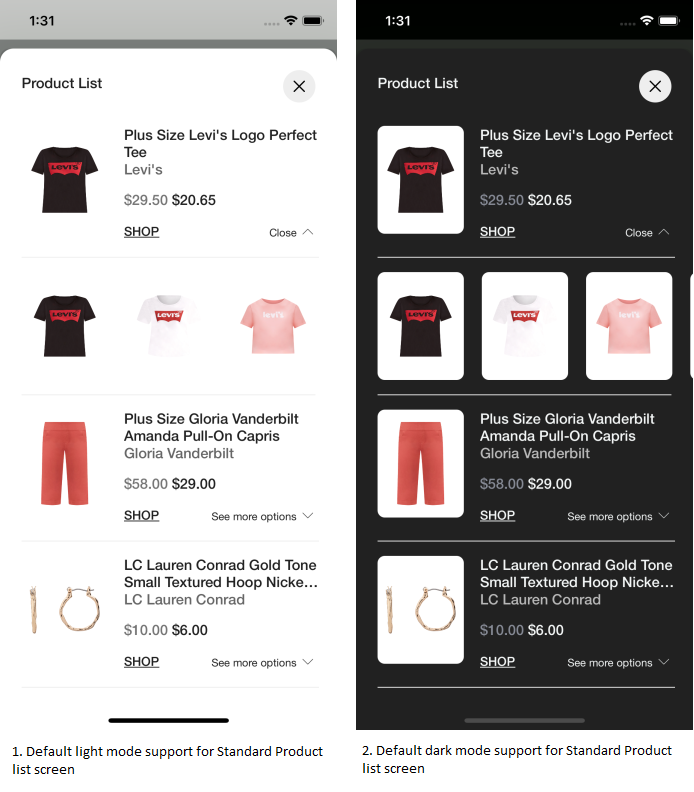 1:31
Product List
LEVI'S
Plus Size Levi's Logo Perfect
Tee
Levi's
$29.50 $20.65
SHOP
Close
LEVI'S
LEVI'S
levi's
Plus Size Gloria Vanderbilt
Amanda Pull-On Capris
Gloria Vanderbilt
$58.00 $29.00
SHOP
See more options
LC Lauren Conrad Gold Tone
Small Textured Hoop Nicke...
LC Lauren Conrad
$10.00 $6.00
SHOP
See more options
1. Default light mode support for Standard Product
list screen
1:31
Product List
LEVI'S
Plus Size Levi's Logo Perfect
Tee
Levi's
$29.50 $20.65
SHOP
Close
LEVI'S
LEVI'S
levi's
Plus Size Gloria Vanderbilt
Amanda Pull-On Capris
Gloria Vanderbilt
$58.00 $29.00
SHOP
See more options
LC Lauren Conrad Gold Tone
Small Textured Hoop Nicke...
LC Lauren Conrad
$10.00 $6.00
SHOP
See more options
2. Default dark mode support for Standard Product
list screen